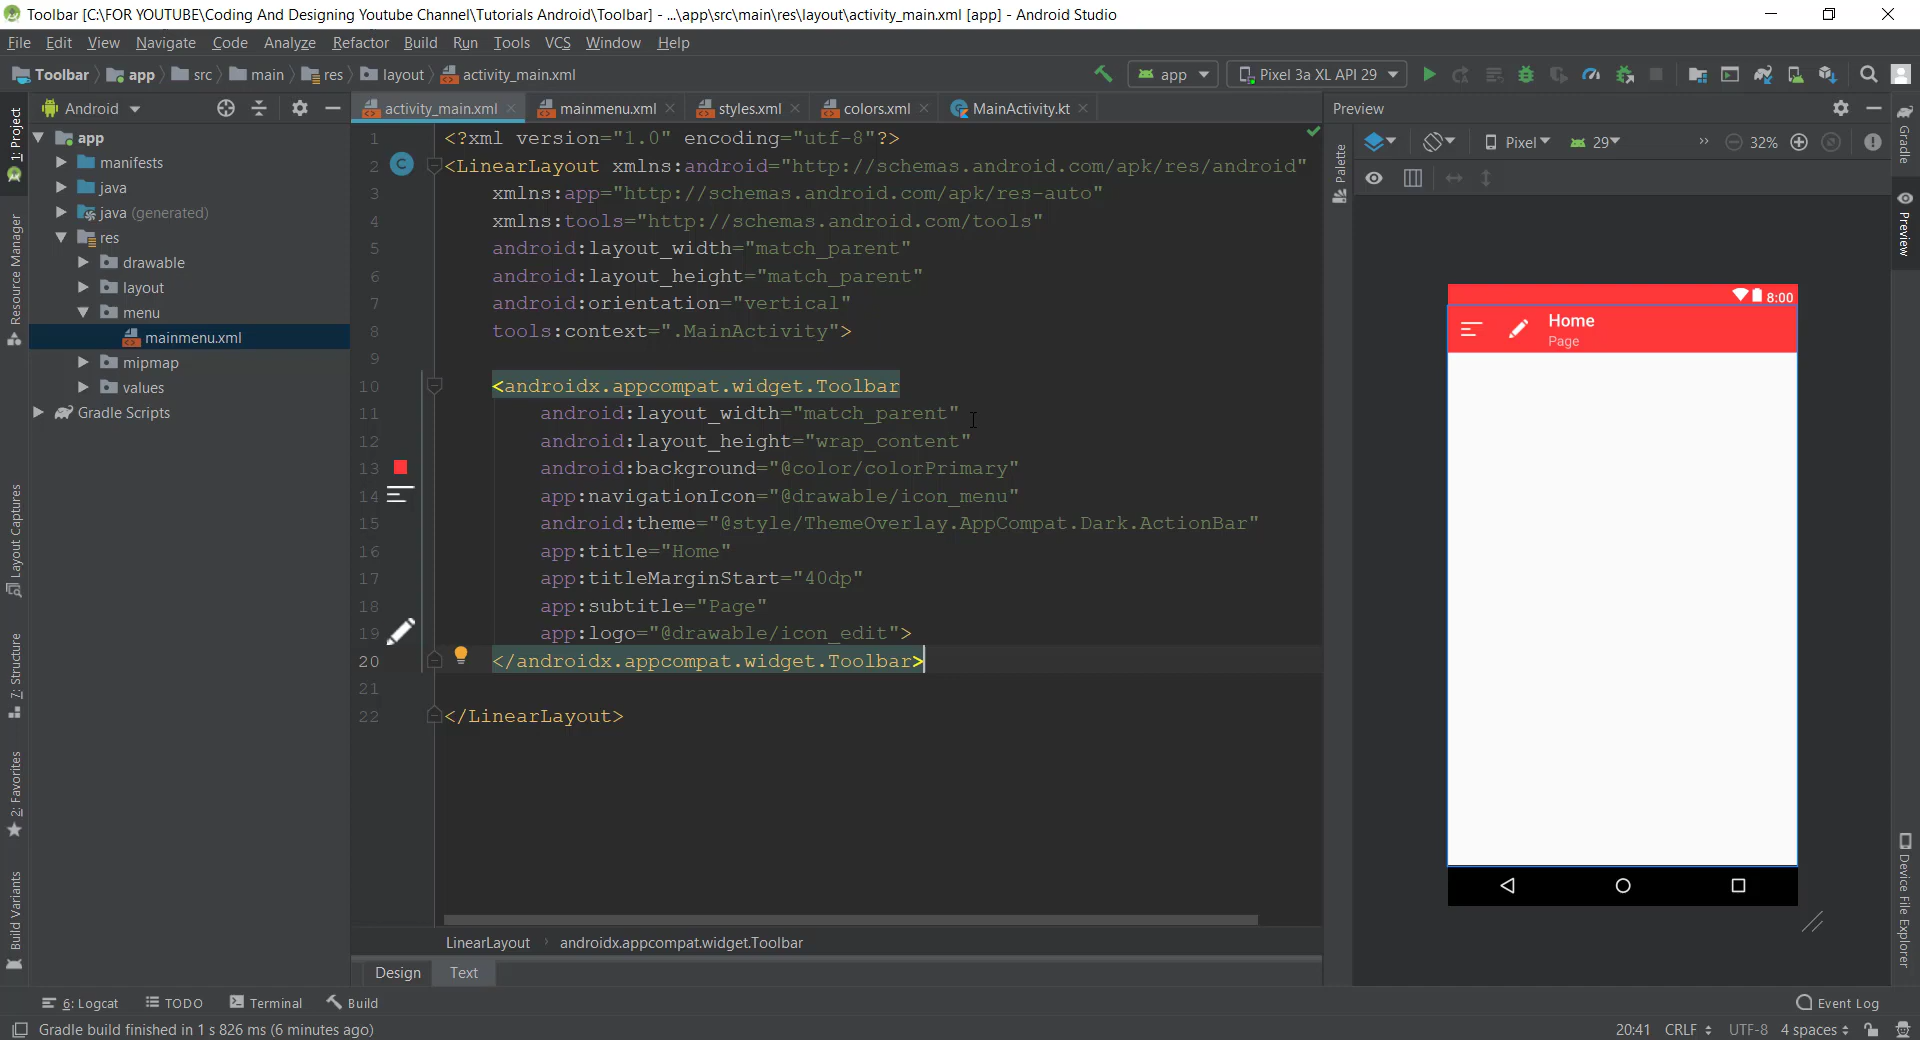 Toolbar [C:\FOR YOUTUBE\Coding And Designing Youtube Channel\Tutorials Android\Toolbar] - ...\app\src\main\res\layout\activity_main.xml [app] - Android Studio
File Edit View Navigate Code Analyze Refactor Build Run Tools VCS Window Help
Toolbar app src main res layout activity_main.xml app Pixel 3a XL API 29
Android activity_main.xml mainmenu.xml styles.xml colors.xml MainActivity.kt Preview
Pixel 29 32%
app
manifests
java
java (generated)
res
drawable
layout
menu
mainmenu.xml
mipmap
values
Gradle Scripts
1: Project
Resource Manager
Layout Captures
7: Structure
2: Favorites
Build Variants
1 <?xml version="1.0" encoding="utf-8"?>
2 <LinearLayout xmlns:android="http://schemas.android.com/apk/res/android"
3 xmlns:app="http://schemas.android.com/apk/res-auto"
4 xmlns:tools="http://schemas.android.com/tools"
5 android:layout_width="match_parent"
6 android:layout_height="match_parent"
7 android:orientation="vertical"
8 tools:context=".MainActivity">
9
10 <androidx.appcompat.widget.Toolbar
11 android:layout_width="match_parent"
12 android:layout_height="wrap_content"
13 android:background="@color/colorPrimary"
14 app:navigationIcon="@drawable/icon_menu"
15 android:theme="@style/ThemeOverlay.AppCompat.Dark.ActionBar"
16 app:title="Home"
17 app:titleMarginStart="40dp"
18 app:subtitle="Page"
19 app:logo="@drawable/icon_edit">
20 </androidx.appcompat.widget.Toolbar>
21
22 </LinearLayout>
C
Palette
8:00
Home
Page
Gradle
Preview
Device File Explorer
LinearLayout androidx.appcompat.widget.Toolbar
Design Text
6: Logcat TODO Terminal Build Event Log
Gradle build finished in 1 s 826 ms (6 minutes ago) 20:41 CRLF UTF-8 4 spaces